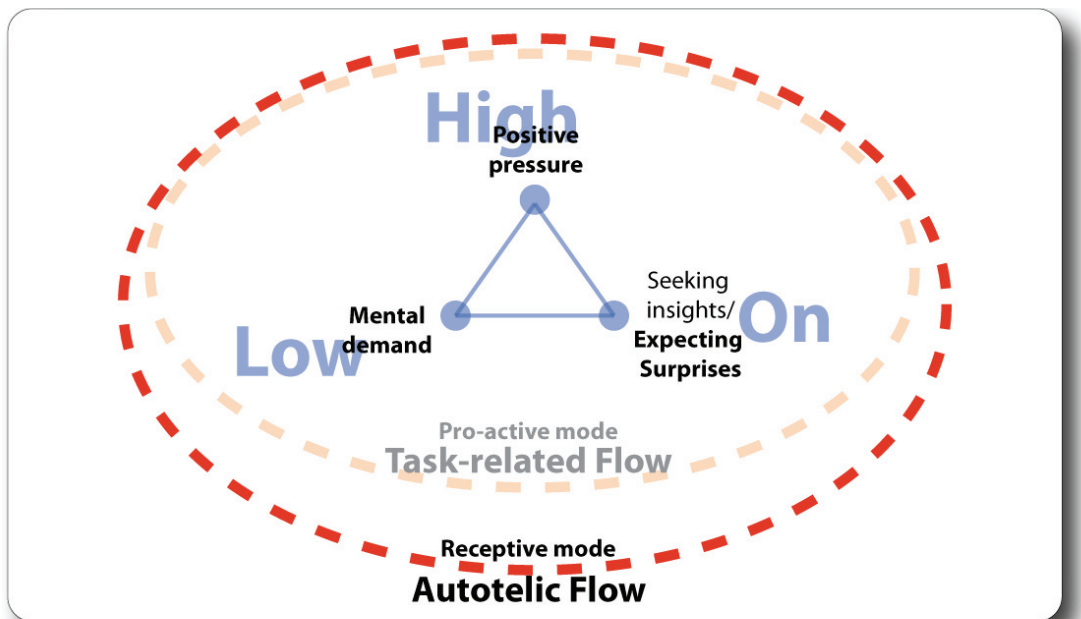 High
Positive
pressure
Seeking
insights/
Expecting
Surprises
On
Mental
demand
Low
Pro-active mode
Task-related Flow
Receptive mode
Autotelic Flow